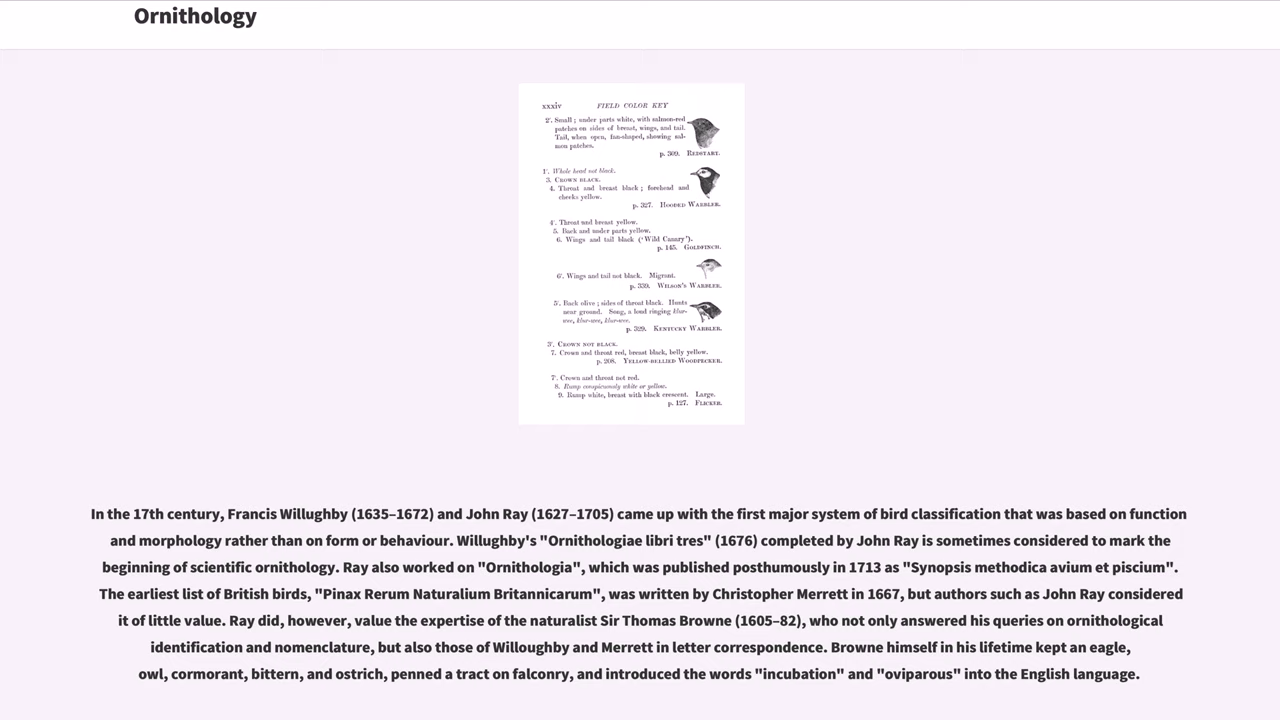 Ornithology
xxxiv FIELD COLOR KEY
2'. Small; under parts white, with salmon-red
patches on sides of breast, wings, and tail.
Tail, when open, fan-shaped, showing sal-
mon patches.
p. 309. REDSTART.
1'. Whole head not black.
3. CROWN BLACK.
4. Throat and breast black; forehead and
cheeks yellow.
p. 327. HOODED WARBLER.
4'. Throat and breast yellow.
5. Back and under parts yellow.
6. Wings and tail black ('Wild Canary').
p. 145. GOLDFINCH.
6'. Wings and tail not black. Migrant.
p. 339. WILSON'S WARBLER.
5'. Back olive; sides of throat black. Hunts
near ground. Song, a loud ringing klur-
wee, klur-wee, klur-wee.
p. 329. KENTUCKY WARBLER.
3'. CROWN NOT BLACK.
7. Crown and throat red, breast black, belly yellow.
p. 208. YELLOW-BELLIED WOODPECKER.
7'. Crown and throat not red.
8. Rump conspicuously white or yellow.
9. Rump white, breast with black crescent. Large.
p. 127. FLICKER.
In the 17th century, Francis Willughby (1635–1672) and John Ray (1627–1705) came up with the first major system of bird classification that was based on function
and morphology rather than on form or behaviour. Willughby's "Ornithologiae libri tres" (1676) completed by John Ray is sometimes considered to mark the
beginning of scientific ornithology. Ray also worked on "Ornithologia", which was published posthumously in 1713 as "Synopsis methodica avium et piscium".
The earliest list of British birds, "Pinax Rerum Naturalium Britannicarum", was written by Christopher Merrett in 1667, but authors such as John Ray considered
it of little value. Ray did, however, value the expertise of the naturalist Sir Thomas Browne (1605–82), who not only answered his queries on ornithological
identification and nomenclature, but also those of Willoughby and Merrett in letter correspondence. Browne himself in his lifetime kept an eagle,
owl, cormorant, bittern, and ostrich, penned a tract on falconry, and introduced the words "incubation" and "oviparous" into the English language.